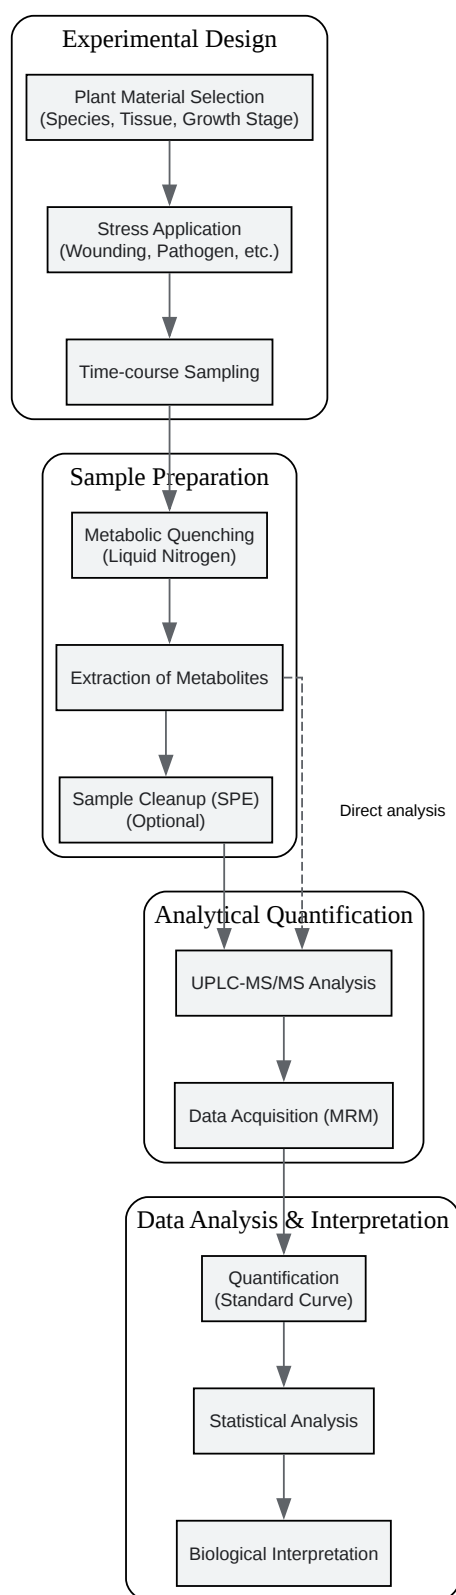 Experimental Design
Plant Material Selection
(Species, Tissue, Growth Stage)
Stress Application
(Wounding, Pathogen, etc.)
Time-course Sampling
Sample Preparation
Metabolic Quenching
(Liquid Nitrogen)
Extraction of Metabolites
Sample Cleanup (SPE)
(Optional)
Direct analysis
Analytical Quantification
UPLC-MS/MS Analysis
Data Acquisition (MRM)
Data Analysis & Interpretation
Quantification
(Standard Curve)
Statistical Analysis
Biological Interpretation